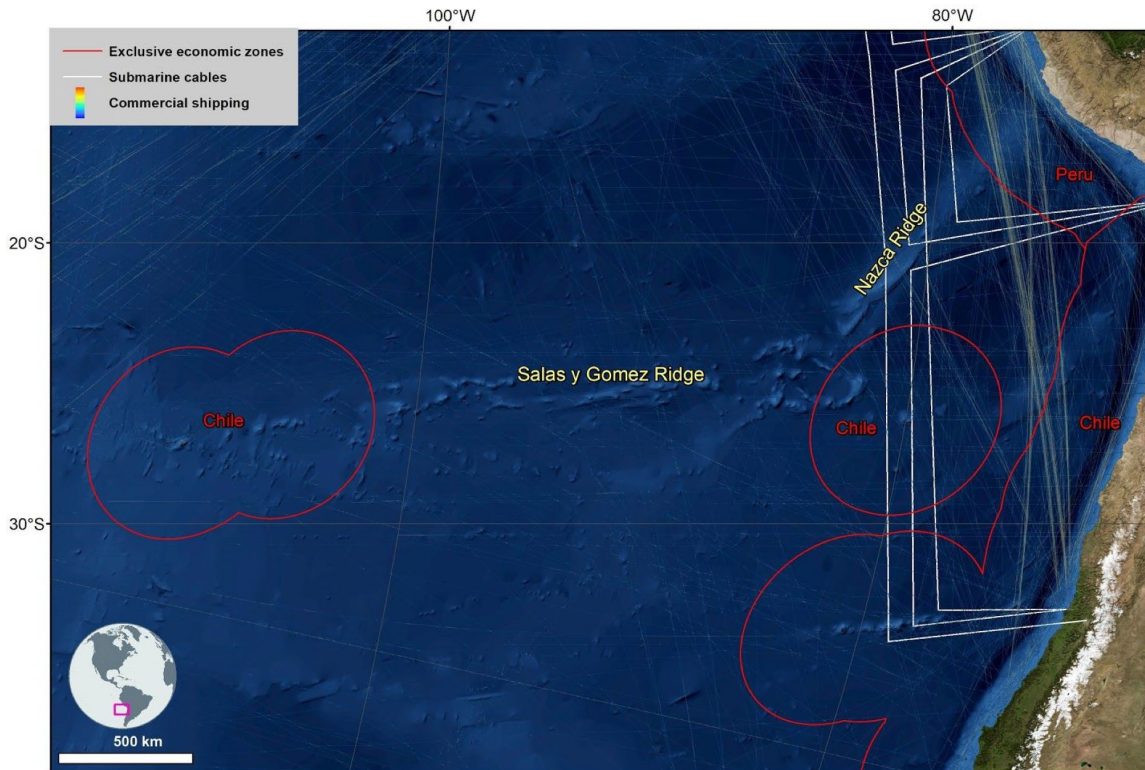 100°W
80°W
Exclusive economic zones
Submarine cables
Commercial shipping
Peru
20°S
Nazca Ridge
Salas y Gomez Ridge
Chile
Chile
Chile
30°S
500 km